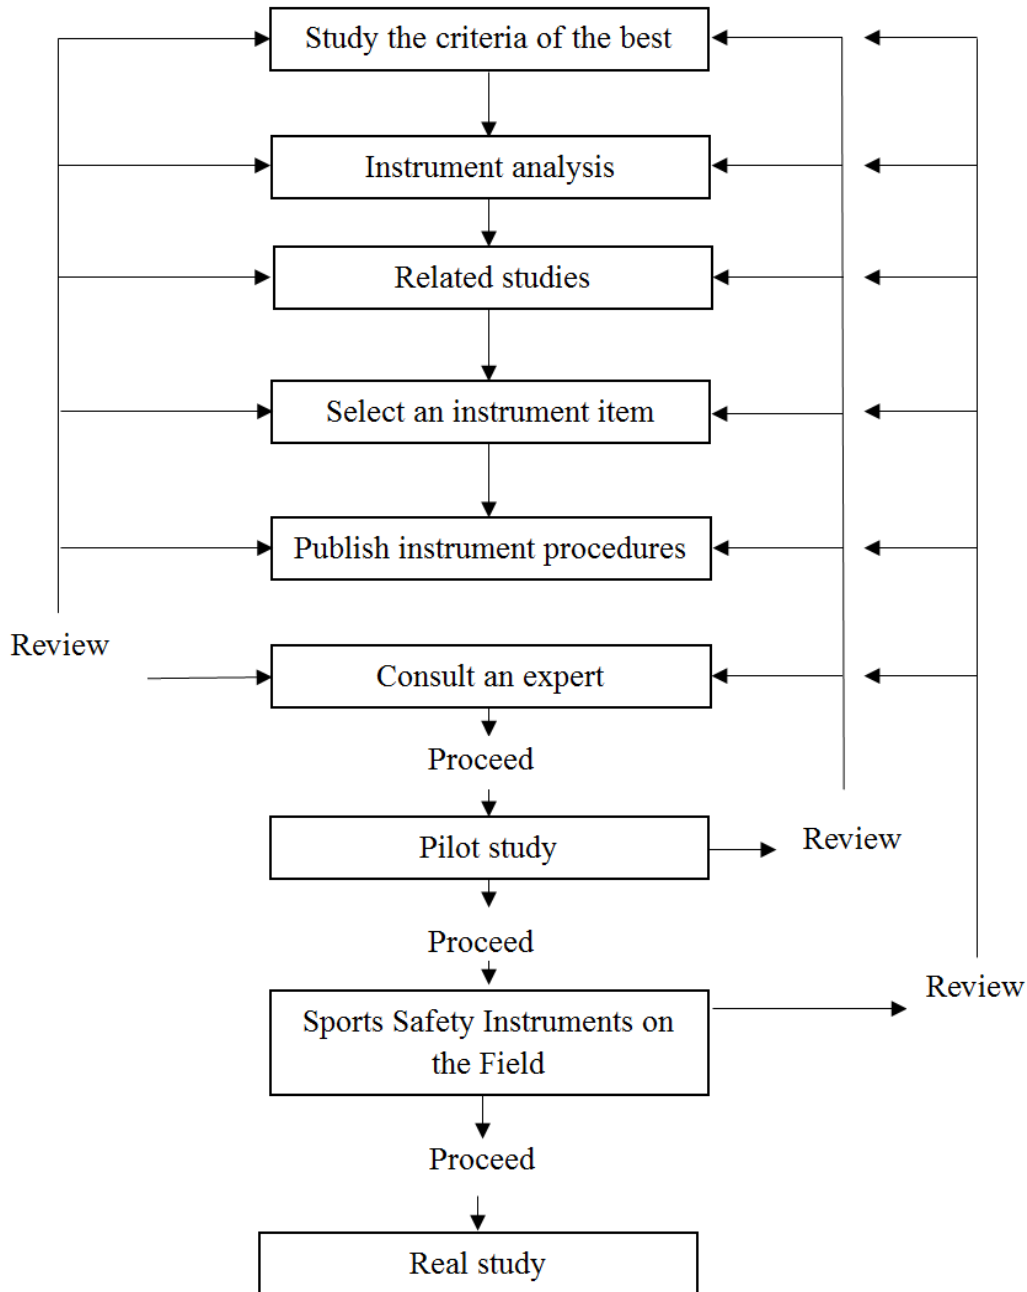 Study the criteria of the best
Instrument analysis
Related studies
Select an instrument item
Publish instrument procedures
Review
Consult an expert
Proceed
Pilot study
Review
Proceed
Review
Sports Safety Instruments on
the Field
Proceed
Real study